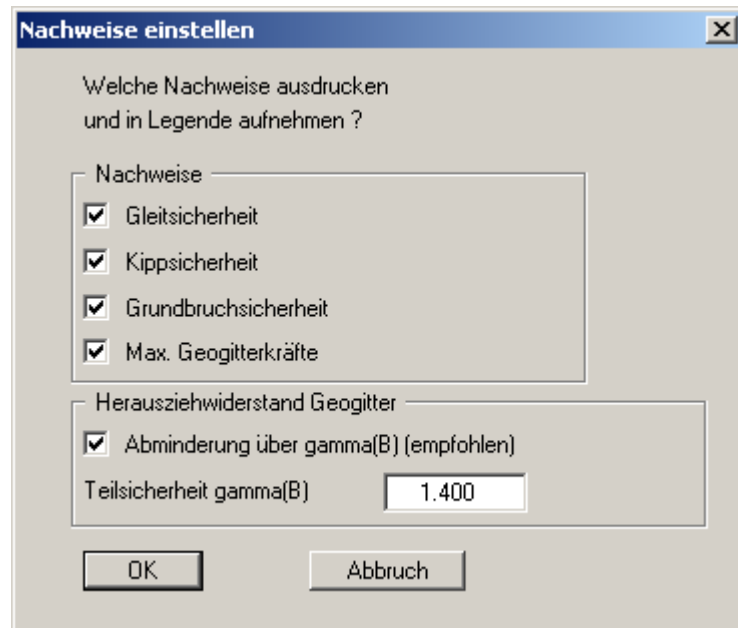 Nachweise einstellen
Welche Nachweise ausdrucken
und in Legende aufnehmen ?
Nachweise
Gleitsicherheit
Kippsicherheit
Grundbruchsicherheit
Max. Geogitterkräfte
Herausziehwiderstand Geogitter
Abminderung über gamma(B) (empfohlen)
Teilsicherheit gamma(B) 1.400
OK Abbruch